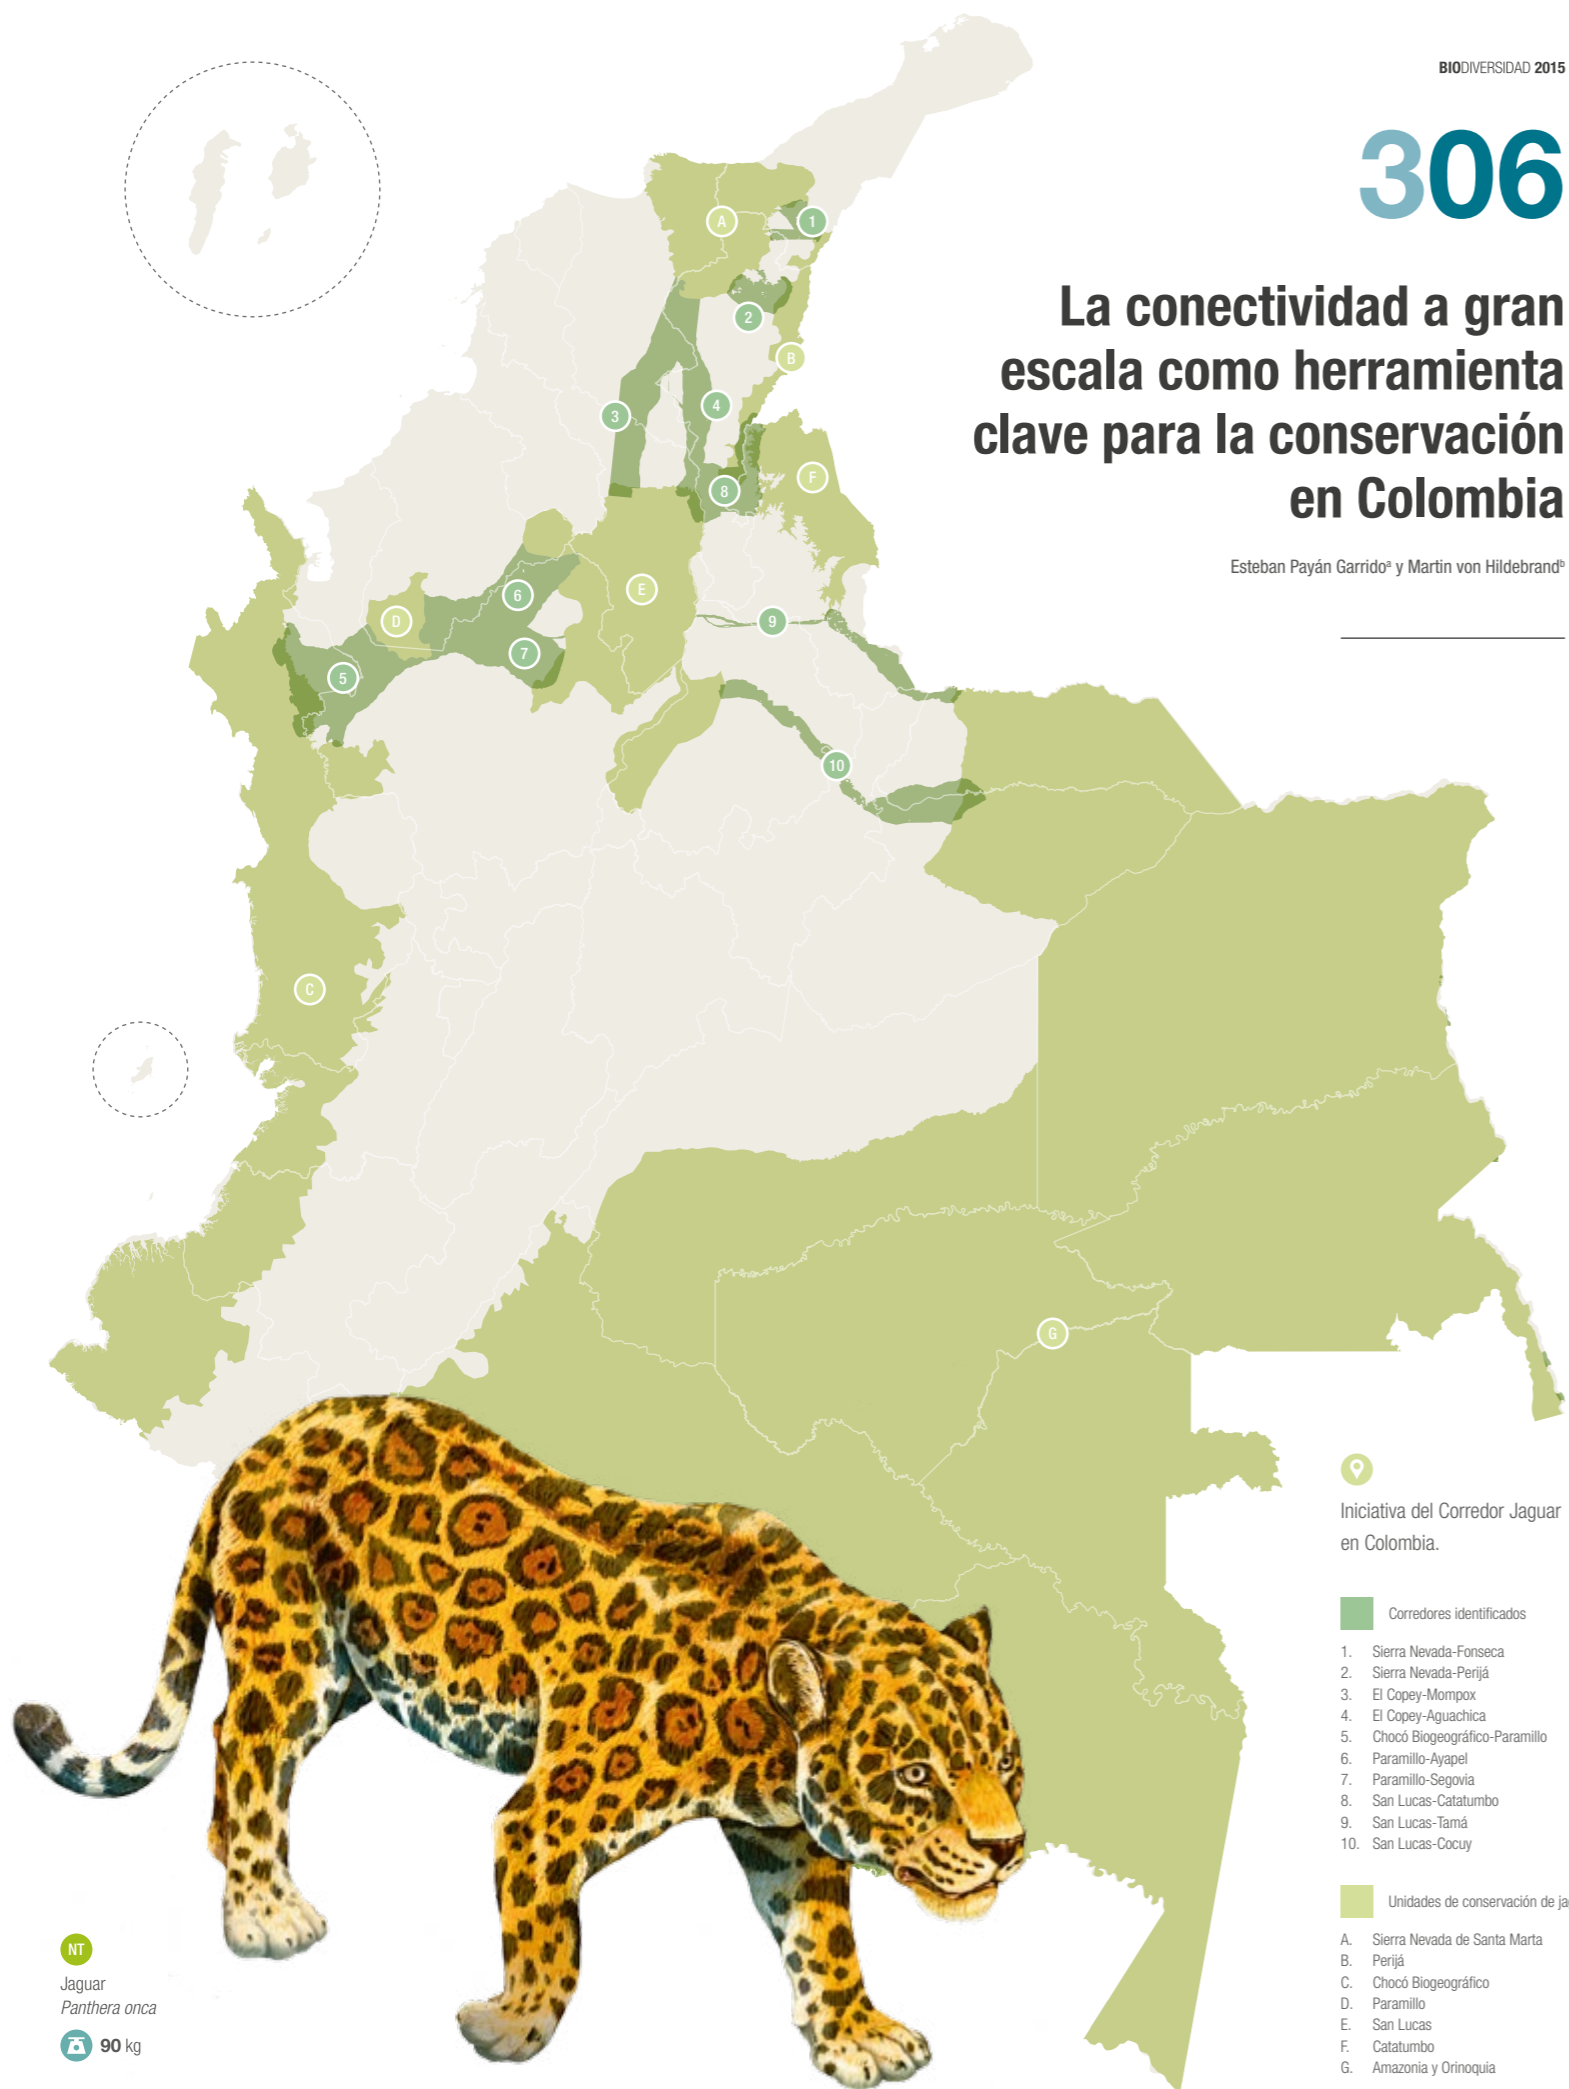 BIODIVERSIDAD 2015
306
La conectividad a gran
escala como herramienta
clave para la conservación
en Colombia
Esteban Payán Garridoᵃ y Martin von Hildebrandᵇ
A
1
2
B
3
4
F
8
E
6
9
D
7
5
10
C
G
Iniciativa del Corredor Jaguar
en Colombia.
Corredores identificados
1. Sierra Nevada-Fonseca
2. Sierra Nevada-Perijá
3. El Copey-Mompox
4. El Copey-Aguachica
5. Chocó Biogeográfico-Paramillo
6. Paramillo-Ayapel
7. Paramillo-Segovia
8. San Lucas-Catatumbo
9. San Lucas-Tamá
10. San Lucas-Cocuy
Unidades de conservación de
A. Sierra Nevada de Santa Marta
B. Perijá
C. Chocó Biogeográfico
D. Paramillo
E. San Lucas
F. Catatumbo
G. Amazonia y Orinoquia
NT
Jaguar
Panthera onca
90 kg